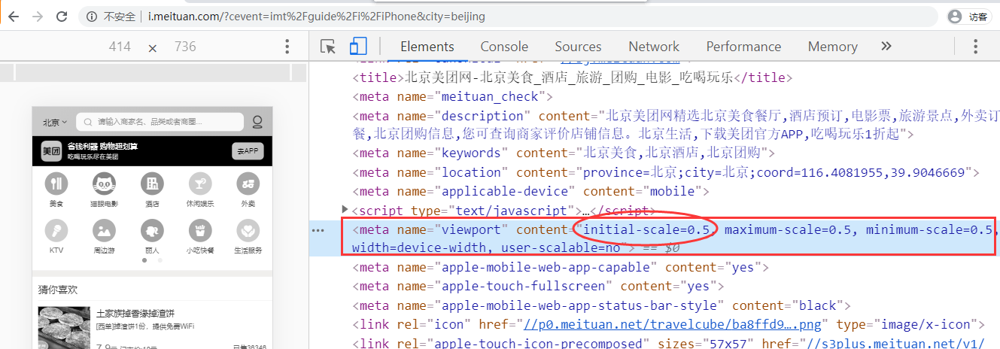 不安全 | i.meituan.com/?cevent=imt%2Fguide%2Fi%2FiPhone&city=beijing
访客
414 × 736
Elements Console Sources Network Performance Memory
北京
请输入商家名、品类或者商圈...
美团
省钱利器 购物超划算
吃喝玩乐尽在美团
去APP
美食 猫眼电影 酒店 休闲娱乐 外卖
KTV 周边游 丽人 小吃快餐 生活服务
猜你喜欢
土家族掉香缘掉渣饼
[西单]掉渣饼1份，提供免费WiFi
<title>北京美团网-北京美食_酒店_旅游_团购_电影_吃喝玩乐</title>
<meta name="meituan_check">
<meta name="description" content="北京美团网精选北京美食餐厅,酒店预订,电影票,旅游景点,外卖订
餐,北京团购信息,您可查询商家评价店铺信息。北京生活,下载美团官方APP,吃喝玩乐1折起">
<meta name="keywords" content="北京美食,北京酒店,北京团购">
<meta name="location" content="province=北京;city=北京;coord=116.4081955,39.9046669">
<meta name="applicable-device" content="mobile">
<script type="text/javascript">…</script>
<meta name="viewport" content="initial-scale=0.5, maximum-scale=0.5, minimum-scale=0.5,
width=device-width, user-scalable=no"> == $0
<meta name="apple-mobile-web-app-capable" content="yes">
<meta name="apple-touch-fullscreen" content="yes">
<meta name="apple-mobile-web-app-status-bar-style" content="black">
<link rel="icon" href="//p0.meituan.net/travelcube/ba8ffd9….png" type="image/x-icon">
<link rel="apple-touch-icon-precomposed" sizes="57x57" href="//s3plus.meituan.net/v1/